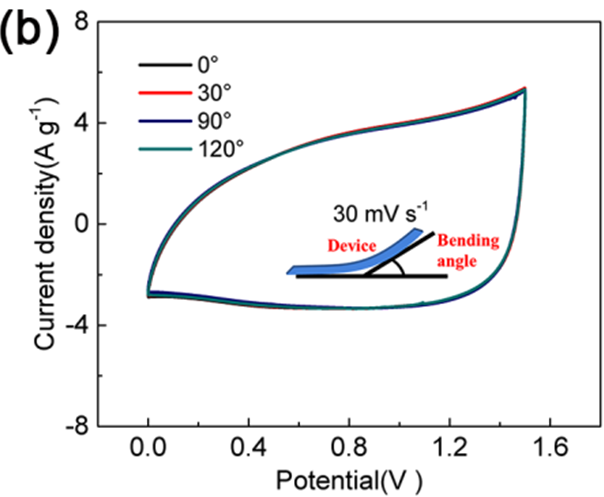 (b)
8
4
0
-4
-8
Current density(A g-1)
0°
30°
90°
120°
30 mV s-1
Device
Bending
angle
0.0 0.4 0.8 1.2 1.6
Potential(V )